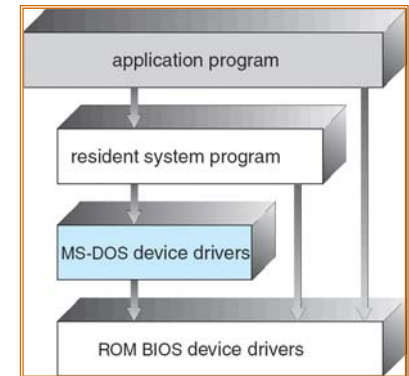 application program
resident system program
MS-DOS device drivers
ROM BIOS device drivers